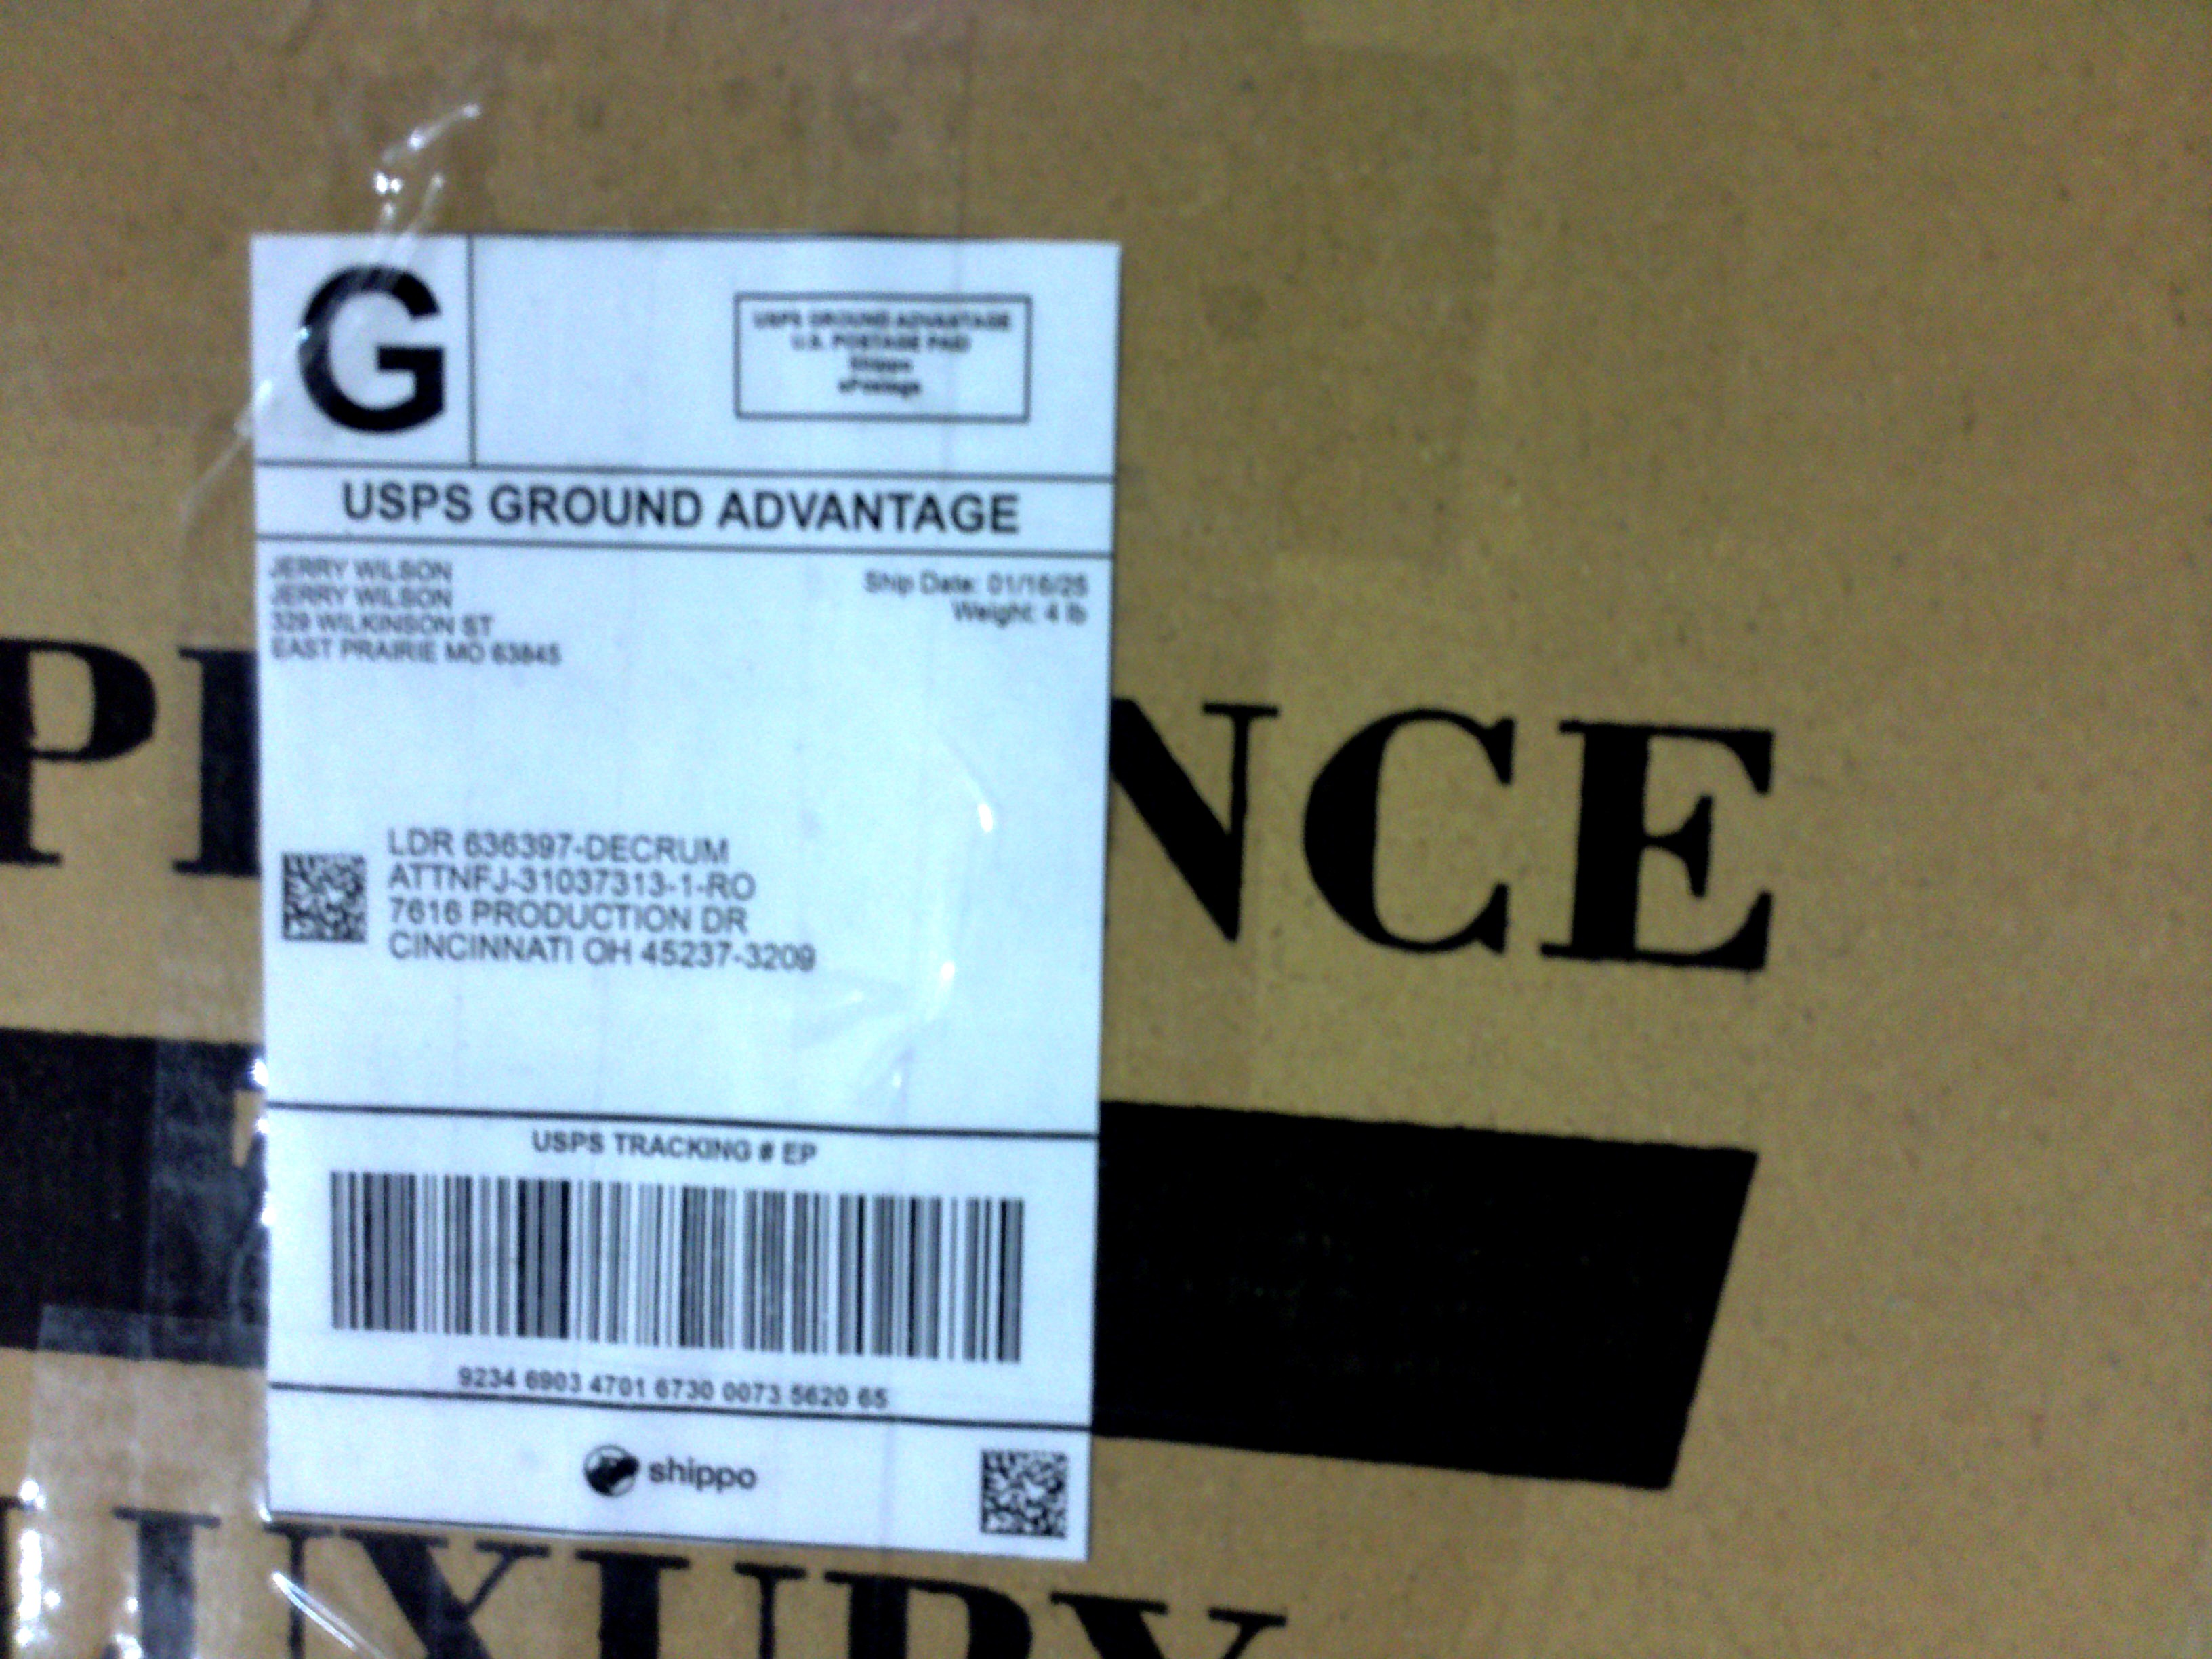 G
USPS GROUND ADVANTAGE
U.S. POSTAGE PAID
Shippo
ePostage
USPS GROUND ADVANTAGE
JERRY WILSON
JERRY WILSON
329 WILKINSON ST
EAST PRAIRIE MO 63845
Ship Date: 01/16/25
Weight: 4 lb
LDR 636397-DECRUM
ATTNFJ-31037313-1-RO
7616 PRODUCTION DR
CINCINNATI OH 45237-3209
USPS TRACKING # EP
9234 6903 4701 6730 0073 5620 65
shippo
NCE